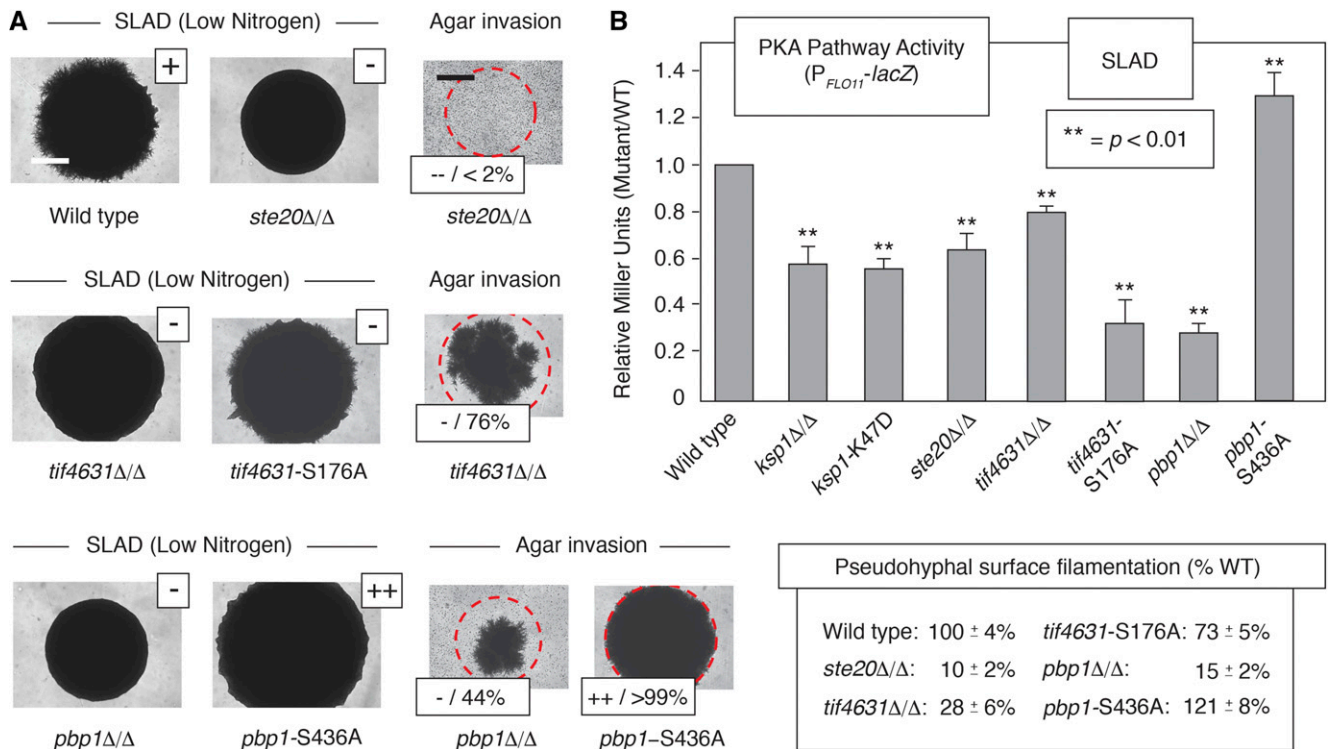 A
SLAD (Low Nitrogen)
Agar invasion
+
-
-- / < 2%
Wild type
ste20Δ/Δ
ste20Δ/Δ
SLAD (Low Nitrogen)
Agar invasion
-
-
- / 76%
tif4631Δ/Δ
tif4631-S176A
tif4631Δ/Δ
SLAD (Low Nitrogen)
Agar invasion
-
++
- / 44%
++ / >99%
pbp1Δ/Δ
pbp1-S436A
pbp1Δ/Δ
pbp1–S436A
B
PKA Pathway Activity
(P_FLO11-lacZ)
SLAD
** = p < 0.01
Relative Miller Units (Mutant/WT)
1.4
1.2
1.0
0.8
0.6
0.4
0.2
0
**
**
**
**
**
**
**
Wild type
ksp1Δ/Δ
ksp1-K47D
ste20Δ/Δ
tif4631Δ/Δ
tif4631-
S176A
pbp1Δ/Δ
pbp1-
S436A
Pseudohyphal surface filamentation (% WT)
Wild type: 100 ± 4% tif4631-S176A: 73 ± 5%
ste20Δ/Δ: 10 ± 2% pbp1Δ/Δ: 15 ± 2%
tif4631Δ/Δ: 28 ± 6% pbp1-S436A: 121 ± 8%